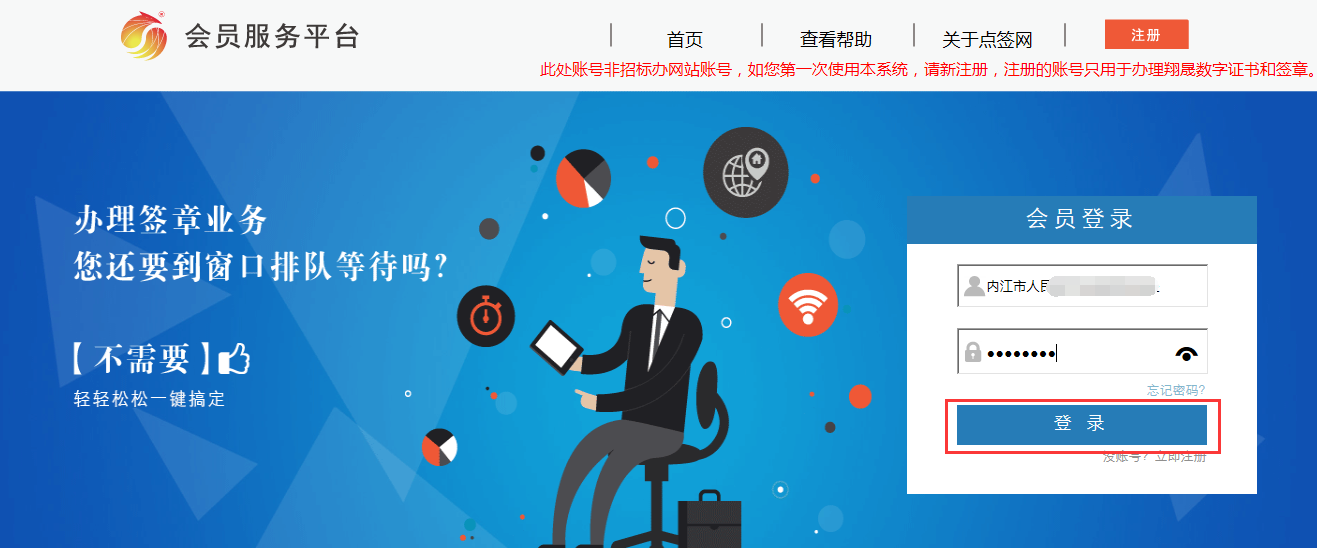 会员服务平台
首页
查看帮助
关于点签网
注册
此处账号非招标办网站账号，如您第一次使用本系统，请新注册，注册的账号只用于办理翔晟数字证书和签章。
办理签章业务
您还要到窗口排队等待吗？
【不需要】
轻轻松松一键搞定
会员登录
内江市人民
忘记密码?
登 录
没账号? 立即注册